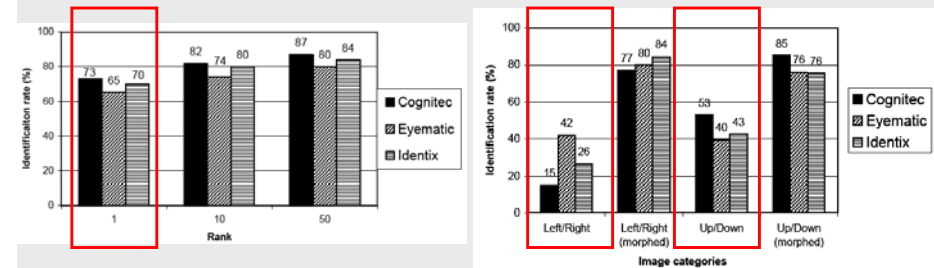 100
80
60
40
20
0
Identificaiton rate (%)
73 65 70
82 74 80
87 80 84
1 10 50
Rank
Cognitec
Eyematic
Identix
100
80
60
40
20
0
Identification rate (%)
15 42 26
77 80 84
53 40 43
85 76 76
Left/Right Left/Right Up/Down Up/Down
(morphed) (morphed)
Image categories
Cognitec
Eyematic
Identix